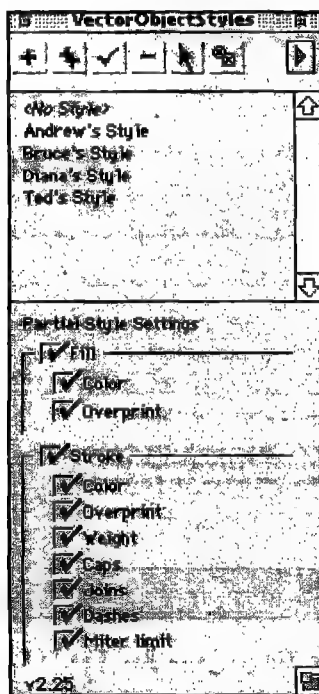 VectorObjectStyles
<No Style>
Andrew's Style
Bruce's Style
Diana's Style
Ted's Style
Partial Style Settings
Fill
Color
Overprint
Stroke
Color
Overprint
Weight
Caps
Joins
Dashes
Miter limit
v2.25